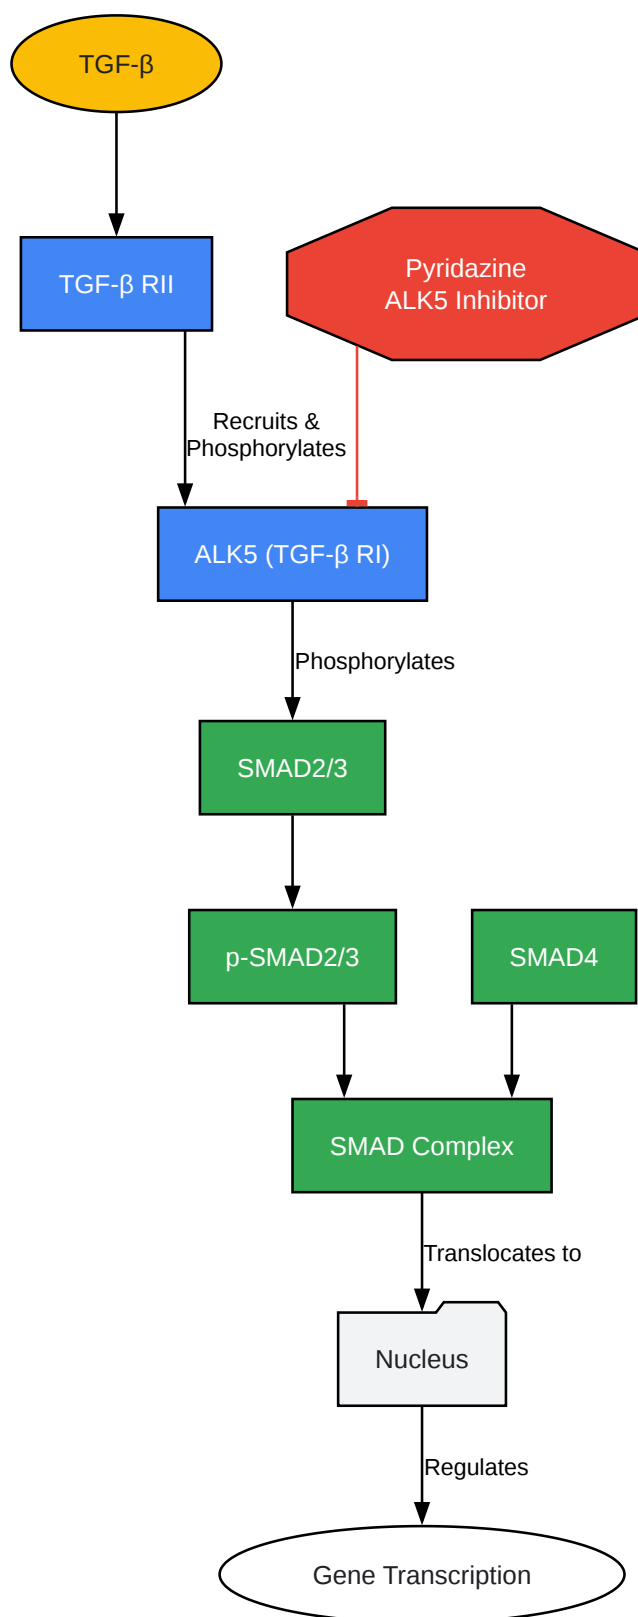 TGF-β
TGF-β RII
Pyridazine
ALK5 Inhibitor
Recruits &
Phosphorylates
ALK5 (TGF-β RI)
Phosphorylates
SMAD2/3
p-SMAD2/3
SMAD4
SMAD Complex
Translocates to
Nucleus
Regulates
Gene Transcription